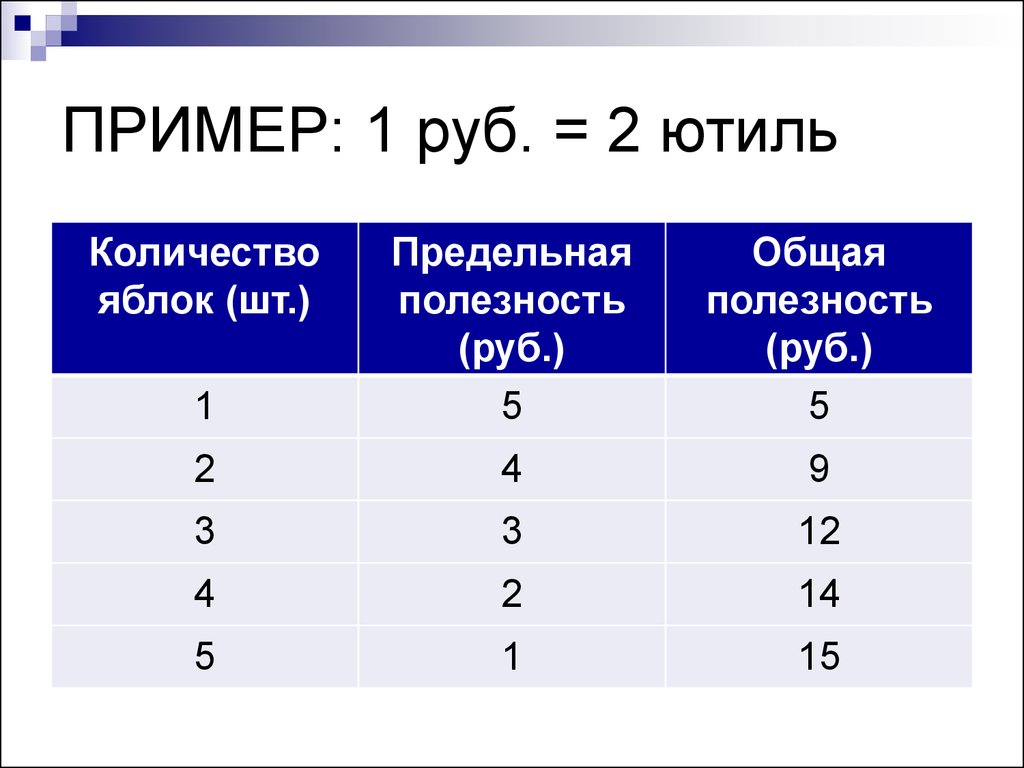 ПРИМЕР: 1 руб. = 2 ютиль
Количество яблок (шт.) | Предельная полезность (руб.) | Общая полезность (руб.)
1 | 5 | 5
2 | 4 | 9
3 | 3 | 12
4 | 2 | 14
5 | 1 | 15